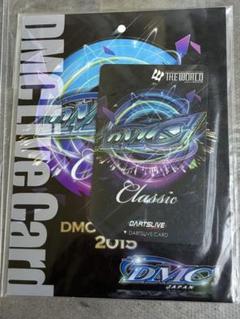 DMC Live Card
THE WORLD
Classic
DARTSLIVE
▼ DARTSLIVE CARD
DMC
2015
DMC
JAPAN